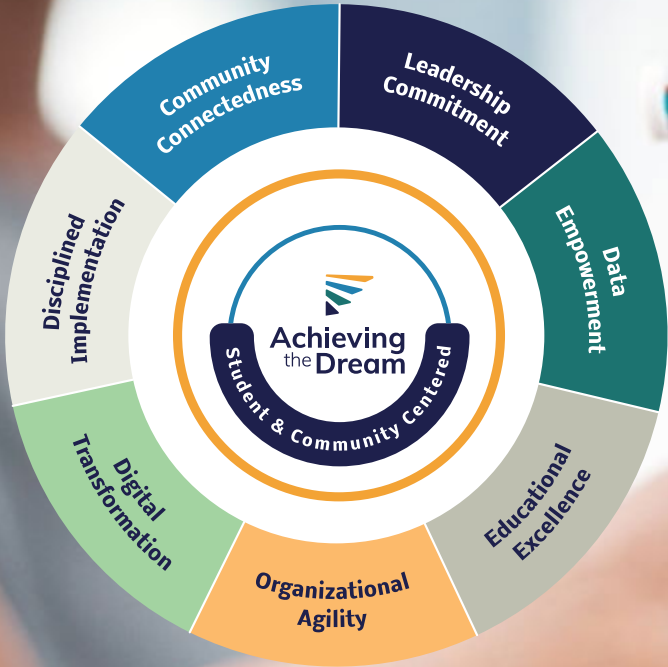 Leadership
Commitment
Data
Empowerment
Educational
Excellence
Organizational
Agility
Digital
Transformation
Disciplined
Implementation
Community
Connectedness
Achieving
the Dream
Student & Community Centered